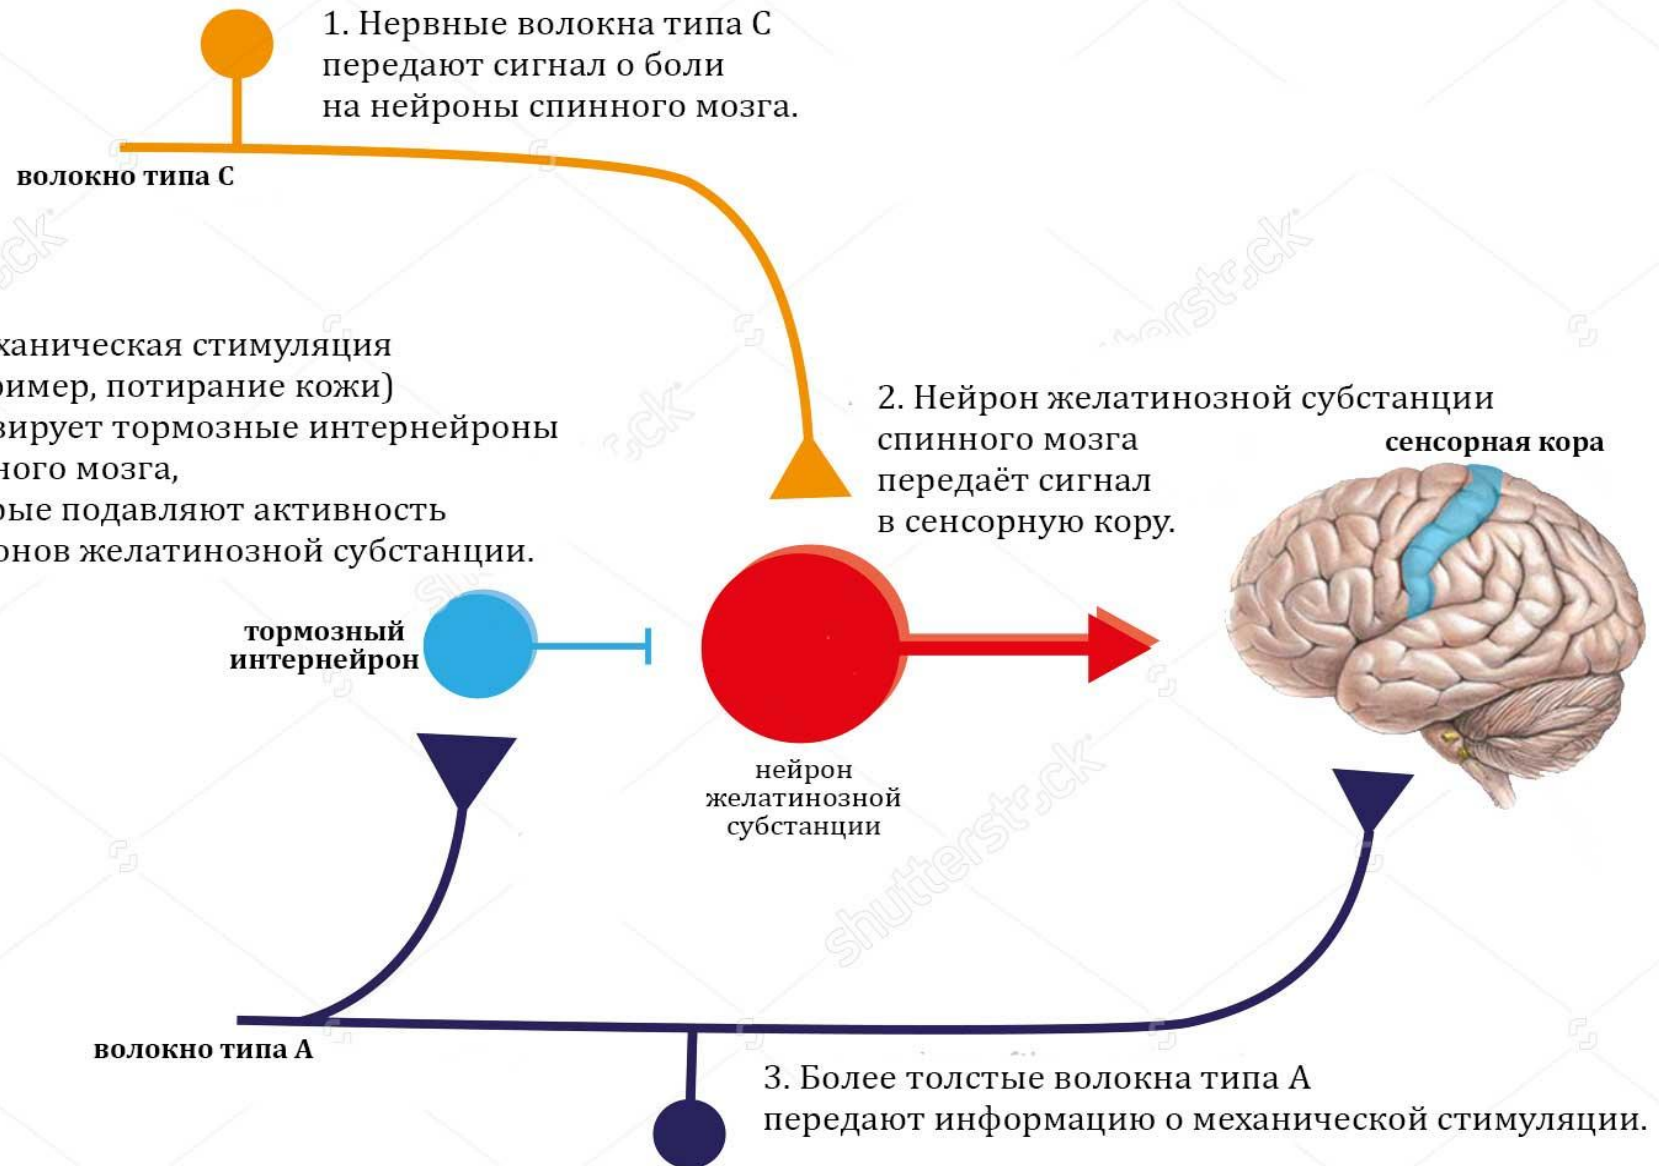 1. Нервные волокна типа С
передают сигнал о боли
на нейроны спинного мозга.
волокно типа С
ханическая стимуляция
ример, потирание кожи)
зирует тормозные интернейроны
ного мозга,
рые подавляют активность
онов желатинозной субстанции.
2. Нейрон желатинозной субстанции
спинного мозга
передаёт сигнал
в сенсорную кору.
сенсорная кора
тормозный
интернейрон
нейрон
желатинозной
субстанции
волокно типа А
3. Более толстые волокна типа А
передают информацию о механической стимуляции.
shutterstock